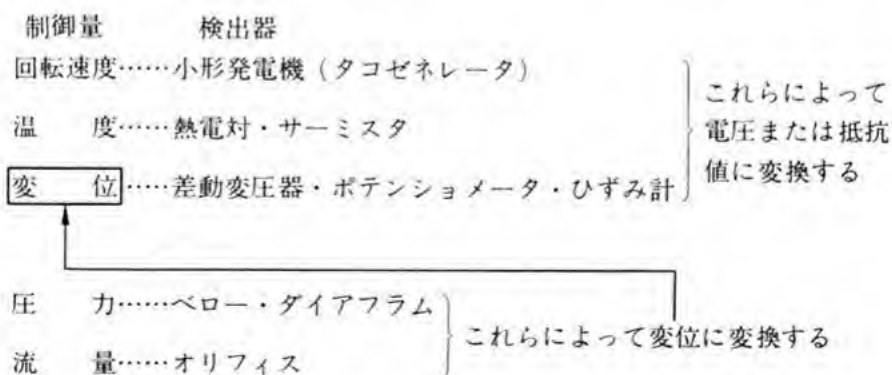 制御量 検出器
回転速度……小形発電機（タコゼネレータ）
温 度……熱電対・サーミスタ
変 位……差動変圧器・ポテンショメータ・ひずみ計
これらによって
電圧または抵抗
値に変換する
圧 力……ベロー・ダイアフラム
流 量……オリフィス
これらによって変位に変換する